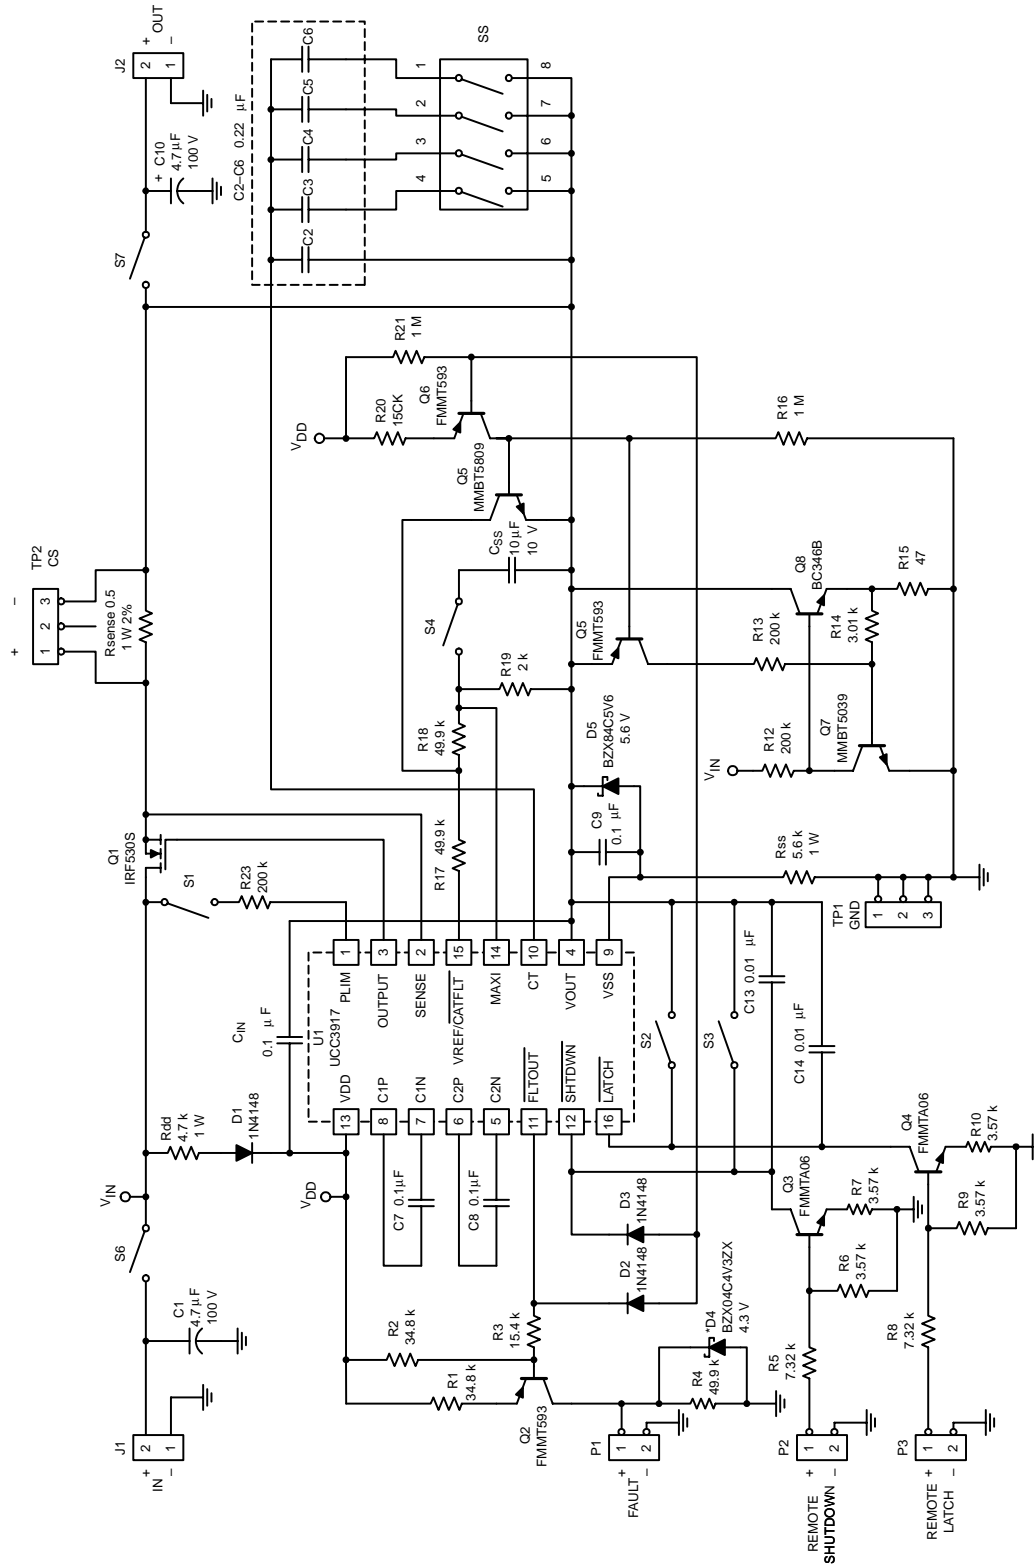 J1
IN
+
–
2
1
C1
4.7 μF
100 V
S6
VIN
Rdd
4.7 k
1 W
D1
1N4148
CIN
0.1 μ F
Q1
IRF530S
S1
R23
200 k
+
–
TP2
CS
1
2
3
Rsense 0.5
1 W 2%
S7
+ C10
4.7 μF
100 V
J2
2
1
+
–
OUT
C2–C6 0.22 μF
C2
C3
C4
C5
C6
SS
4
3
2
1
5
6
7
8
VDD
U1
UCC3917
13
VDD
8
C1P
7
C1N
6
C2P
5
C2N
11
FLTOUT
12
SHTDWN
16
LATCH
PLIM
1
OUTPUT
3
SENSE
2
VREF/CATFLT
15
MAXI
14
CT
10
VOUT
4
VSS
9
C7 0.1μF
C8 0.1μF
R2
34.8 k
R1
34.8 k
R3
15.4 k
Q2
FMMT593
D2
1N4148
D3
1N4148
*D4
BZX04C4V3ZX
4.3 V
R4
49.9 k
P1
1
2
+
–
FAULT
R17 49.9 k
R18
49.9 k
R19
2 k
S4
CSS
10 μF
10 V
Q5
MMBT5809
VDD
R20
15CK
Q6
FMMT593
R21
1 M
D5
BZX84C5V6
5.6 V
C9
0.1 μF
Rss
5.6 k
1 W
TP1
GND
1
2
3
VIN
R12
200 k
Q7
MMBT5039
Q5
FMMT593
R13
200 k
R14
3.01 k
Q8
BC346B
R15
47
R16
1 M
S2
S3
C13 0.01 μF
C14 0.01 μF
P2
1
2
+
–
REMOTE
SHUTDOWN
R5
7.32 k
R6
3.57 k
R7
3.57 k
Q3
FMMTA06
P3
1
2
+
–
REMOTE
LATCH
R8
7.32 k
R9
3.57 k
R10
3.57 k
Q4
FMMTA06